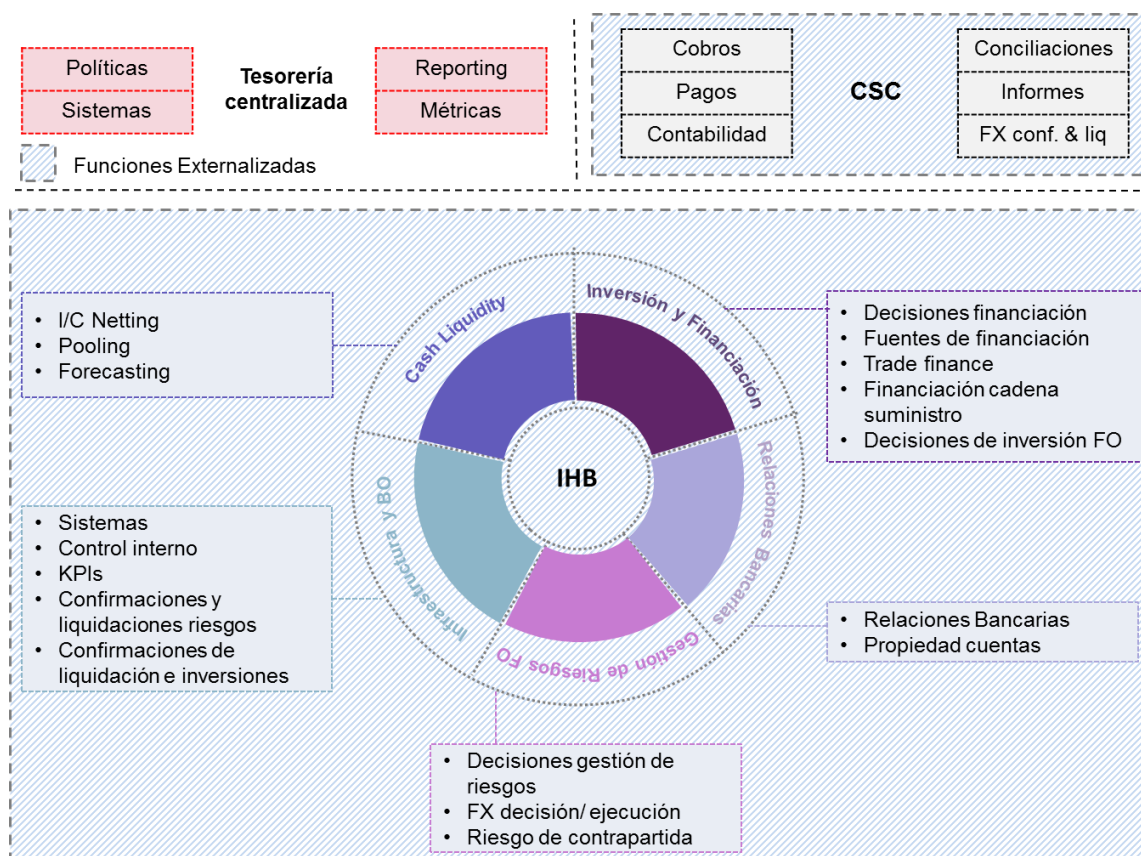 Políticas
Sistemas
Tesorería
centralizada
Reporting
Métricas
Funciones Externalizadas
Cobros
Pagos
Contabilidad
CSC
Conciliaciones
Informes
FX conf. & liq
Cash Liquidity
Inversión y Financiación
Relaciones Bancarias
Gestión de Riesgos FO
Infraestructura y BO
IHB
• I/C Netting
• Pooling
• Forecasting
• Decisiones financiación
• Fuentes de financiación
• Trade finance
• Financiación cadena
suministro
• Decisiones de inversión FO
• Sistemas
• Control interno
• KPIs
• Confirmaciones y
liquidaciones riesgos
• Confirmaciones de
liquidación e inversiones
• Relaciones Bancarias
• Propiedad cuentas
• Decisiones gestión de
riesgos
• FX decisión/ ejecución
• Riesgo de contrapartida